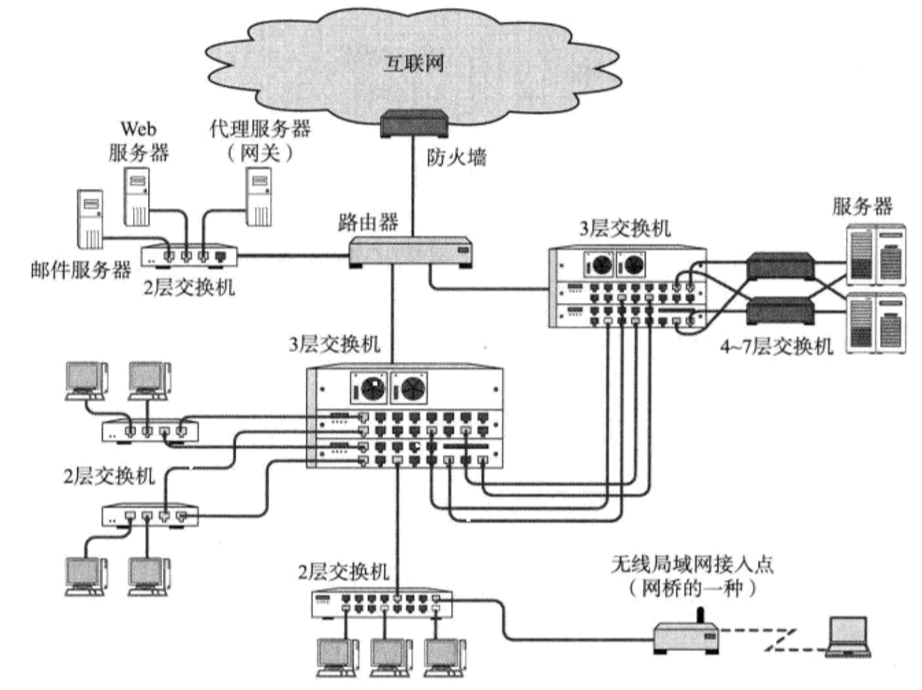 互联网
Web
服务器
代理服务器
（网关）
防火墙
路由器
3层交换机
服务器
邮件服务器
2层交换机
3层交换机
4~7层交换机
2层交换机
2层交换机
无线局域网接入点
（网桥的一种）